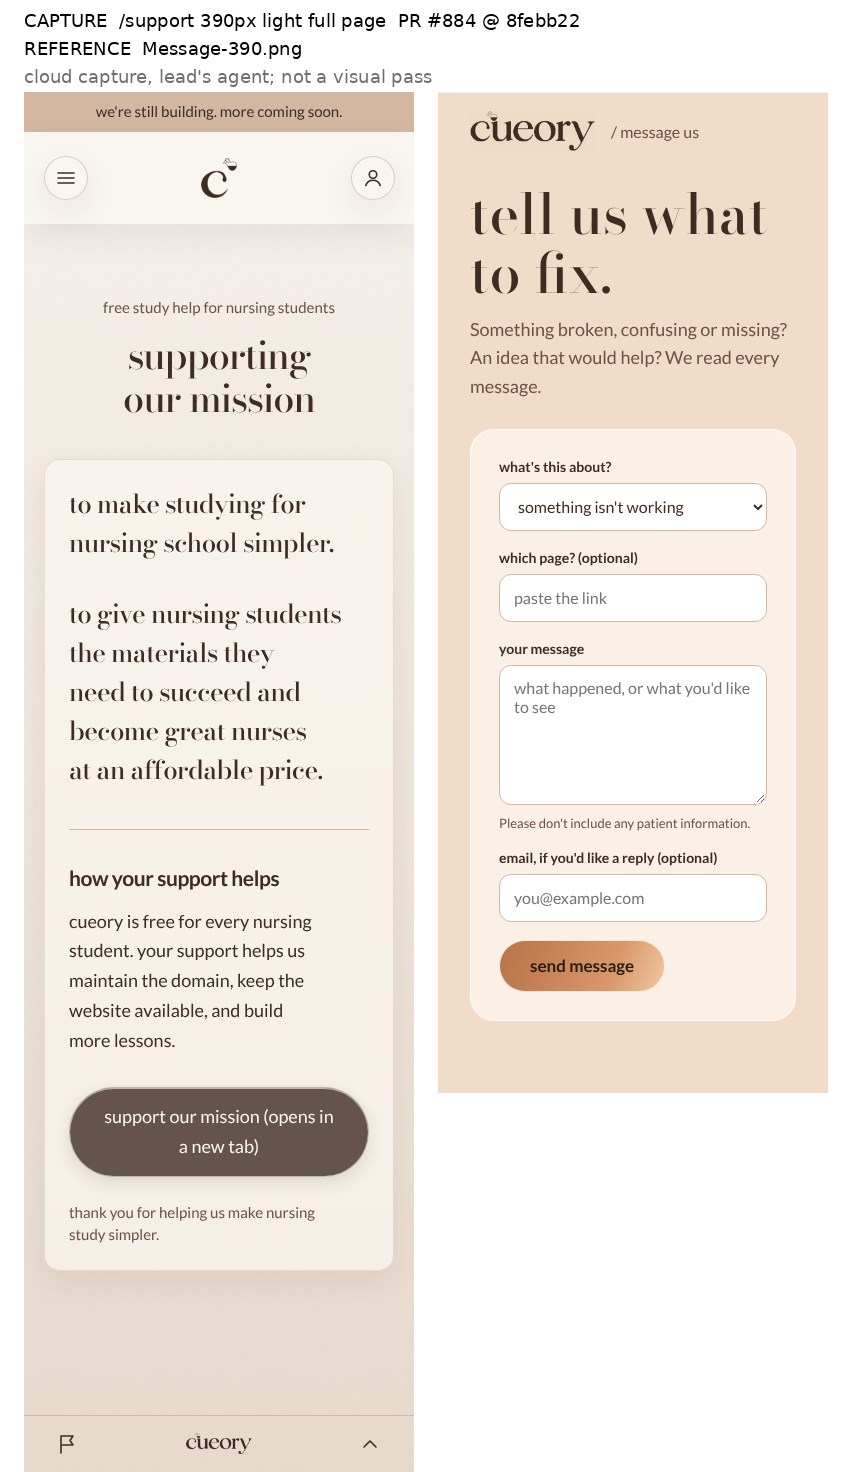 CAPTURE  /support 390px light full page  PR #884 @ 8febb22
REFERENCE  Message-390.png
cloud capture, lead's agent; not a visual pass
we're still building. more coming soon.
c
free study help for nursing students
supporting
our mission
to make studying for
nursing school simpler.
to give nursing students
the materials they
need to succeed and
become great nurses
at an affordable price.
how your support helps
cueory is free for every nursing
student. your support helps us
maintain the domain, keep the
website available, and build
more lessons.
support our mission (opens in
a new tab)
thank you for helping us make nursing
study simpler.
cueory
cueory / message us
tell us what
to fix.
Something broken, confusing or missing?
An idea that would help? We read every
message.
what's this about?
something isn't working
which page? (optional)
paste the link
your message
what happened, or what you'd like
to see
Please don't include any patient information.
email, if you'd like a reply (optional)
you@example.com
send message